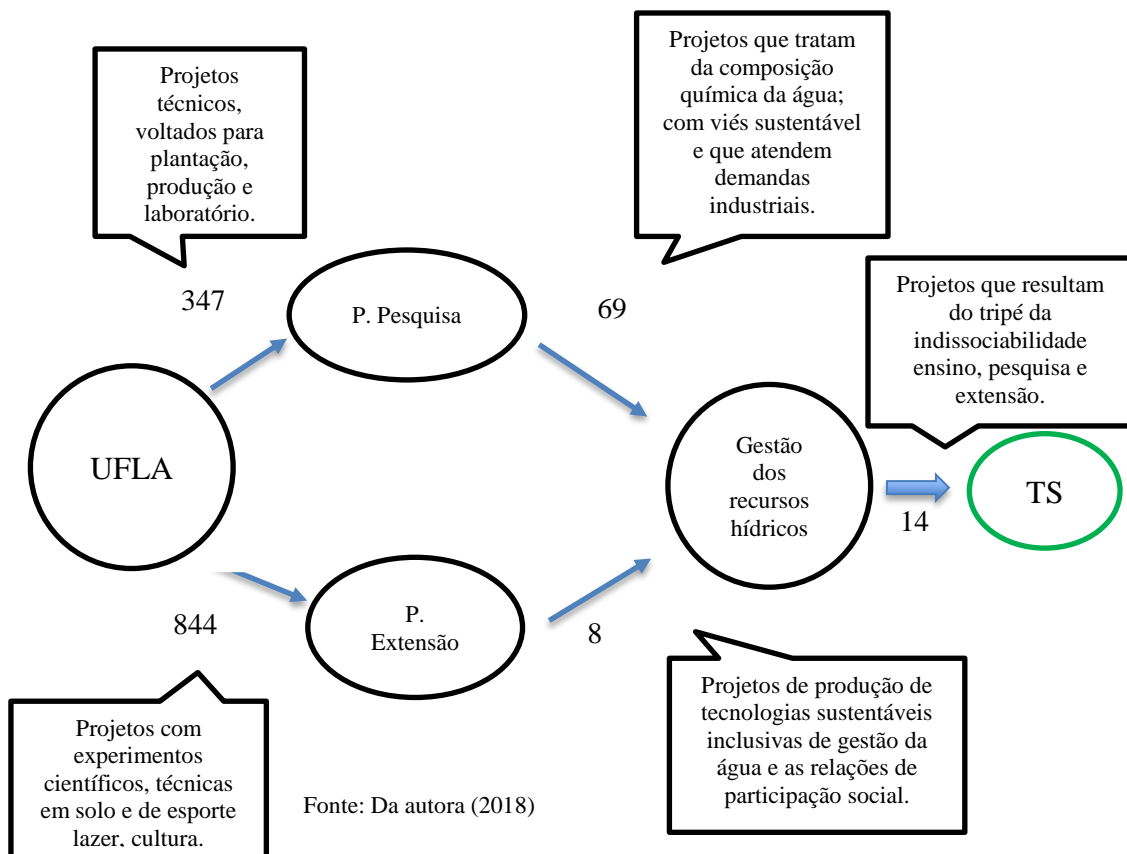 Projetos
técnicos,
voltados para
plantação,
produção e
laboratório.
Projetos que tratam
da composição
química da água;
com viés sustentável
e que atendem
demandas
industriais.
347
P. Pesquisa
69
Projetos que resultam
do tripé da
indissociabilidade
ensino, pesquisa e
extensão.
UFLA
Gestão
dos
recursos
hídricos
14
TS
844
P.
Extensão
8
Projetos com
experimentos
científicos, técnicas
em solo e de esporte
lazer, cultura.
Projetos de produção de
tecnologias sustentáveis
inclusivas de gestão da
água e as relações de
participação social.
Fonte: Da autora (2018)